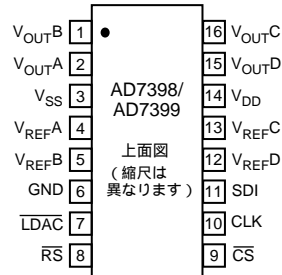 VOUTB 1
VOUTA 2
VSS 3
VREFA 4
VREFB 5
GND 6
LDAC 7
RS 8
AD7398/
AD7399
上面図
(縮尺は
異なります)
16 VOUTC
15 VOUTD
14 VDD
13 VREFC
12 VREFD
11 SDI
10 CLK
9 CS